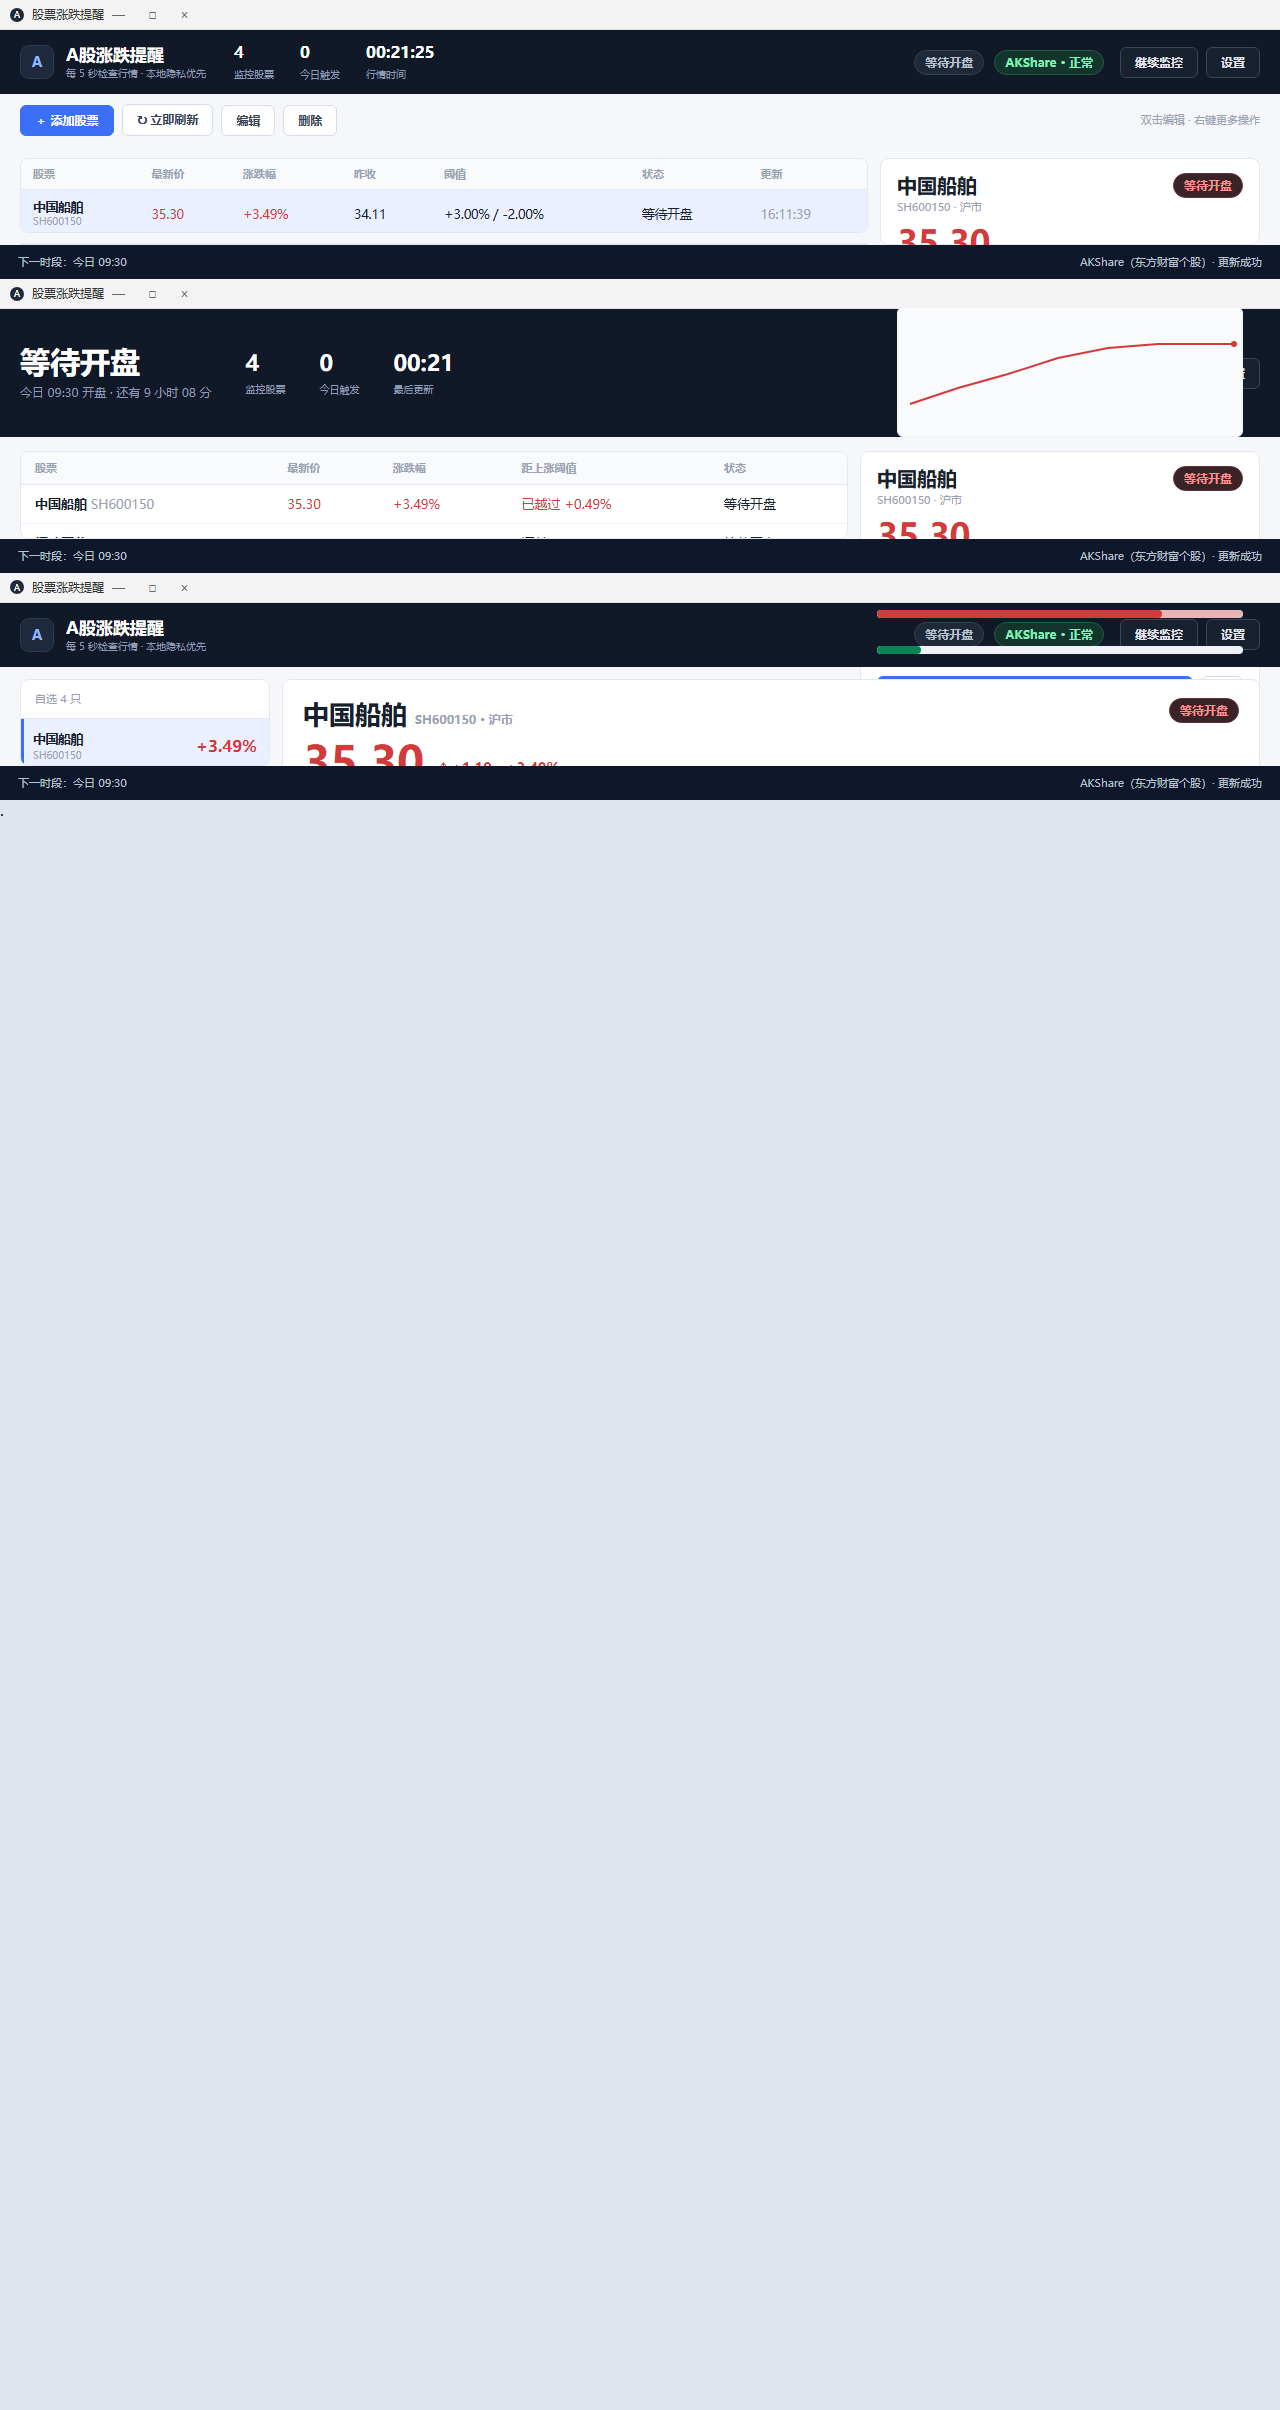 A 股票涨跌提醒 — □ ×
A A股涨跌提醒
每 5 秒检查行情 · 本地隐私优先
4 0 00:21:25
监控股票 今日触发 行情时间
等待开盘 AKShare • 正常 继续监控 设置
+ 添加股票 ↻ 立即刷新 编辑 删除
双击编辑 · 右键更多操作
股票 最新价 涨跌幅 昨收 阈值 状态 更新
中国船舶 35.30 +3.49% 34.11 +3.00% / -2.00% 等待开盘 16:11:39
SH600150
中国船舶 等待开盘
SH600150 · 沪市
35.30
下一时段：今日 09:30 AKShare（东方财富个股）· 更新成功
A 股票涨跌提醒 — □ ×
等待开盘
今日 09:30 开盘 · 还有 9 小时 08 分
4 0 00:21
监控股票 今日触发 最后更新
股票 最新价 涨跌幅 距上涨阈值 状态
中国船舶 SH600150 35.30 +3.49% 已越过 +0.49% 等待开盘
中国船舶 等待开盘
SH600150 · 沪市
35.30
下一时段：今日 09:30 AKShare（东方财富个股）· 更新成功
A 股票涨跌提醒 — □ ×
A A股涨跌提醒
每 5 秒检查行情 · 本地隐私优先
等待开盘 AKShare • 正常 继续监控 设置
自选 4 只
中国船舶 +3.49%
SH600150
中国船舶 SH600150 • 沪市 等待开盘
35.30
下一时段：今日 09:30 AKShare（东方财富个股）· 更新成功
.